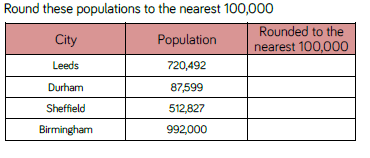 Round these populations to the nearest 100,000
City Population Rounded to the nearest 100,000
Leeds 720,492
Durham 87,599
Sheffield 512,827
Birmingham 992,000